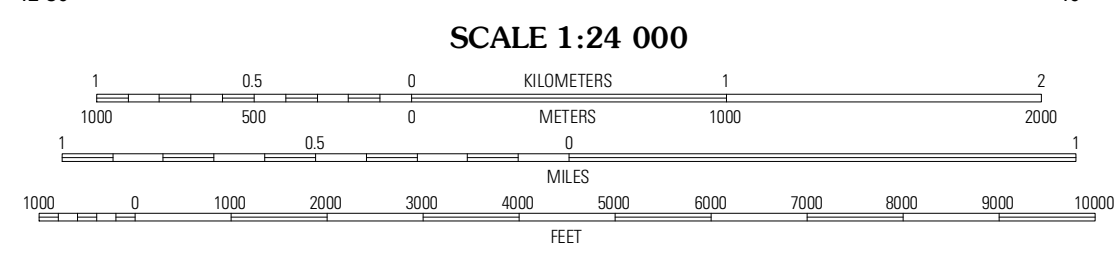 SCALE 1:24 000
1 0.5 0 KILOMETERS 1 2
1000 500 0 METERS 1000 2000
1 0.5 0 1
MILES
1000 0 1000 2000 3000 4000 5000 6000 7000 8000 9000 10000
FEET